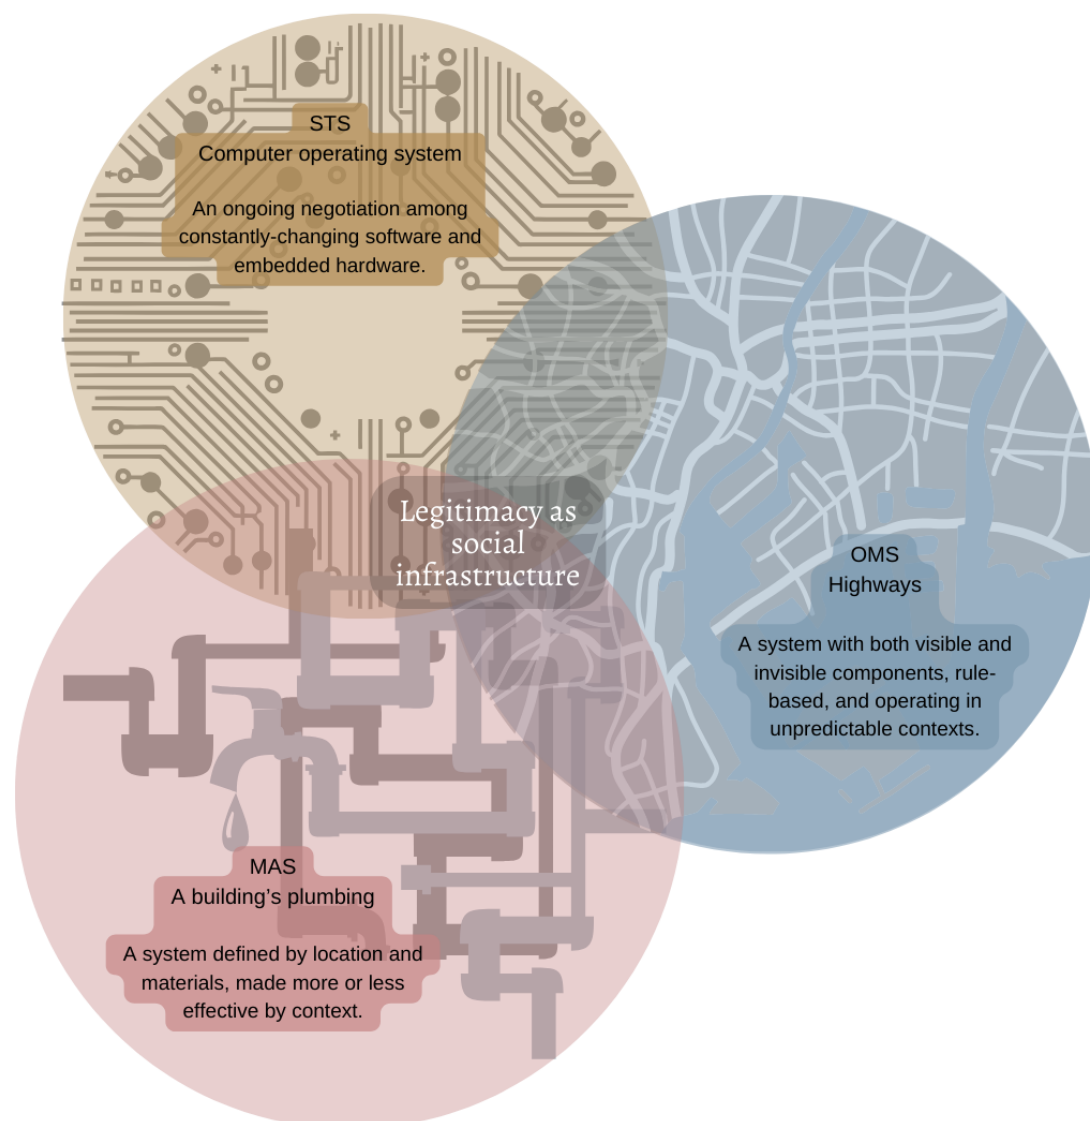 STS
Computer operating system
An ongoing negotiation among
constantly-changing software and
embedded hardware.
Legitimacy as
social
infrastructure
OMS
Highways
A system with both visible and
invisible components, rule-
based, and operating in
unpredictable contexts.
MAS
A building’s plumbing
A system defined by location and
materials, made more or less
effective by context.